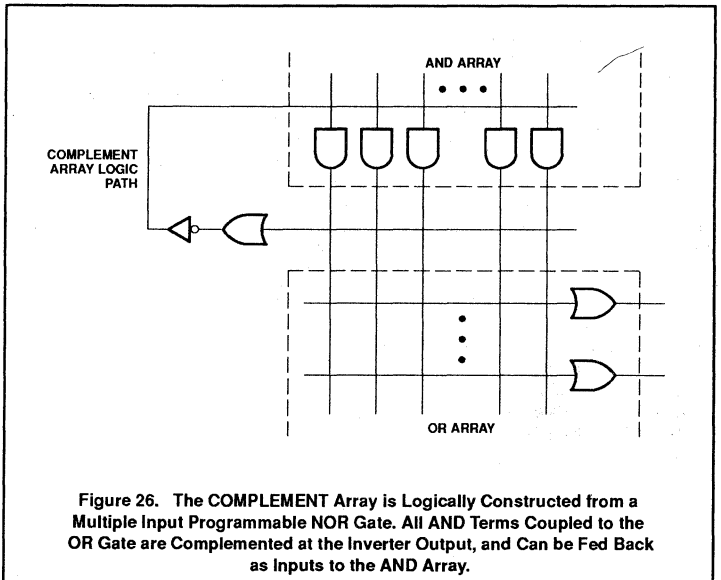 AND ARRAY
COMPLEMENT
ARRAY LOGIC
PATH
OR ARRAY
Figure 26. The COMPLEMENT Array is Logically Constructed from a
Multiple Input Programmable NOR Gate. All AND Terms Coupled to the
OR Gate are Complemented at the Inverter Output, and Can be Fed Back
as Inputs to the AND Array.